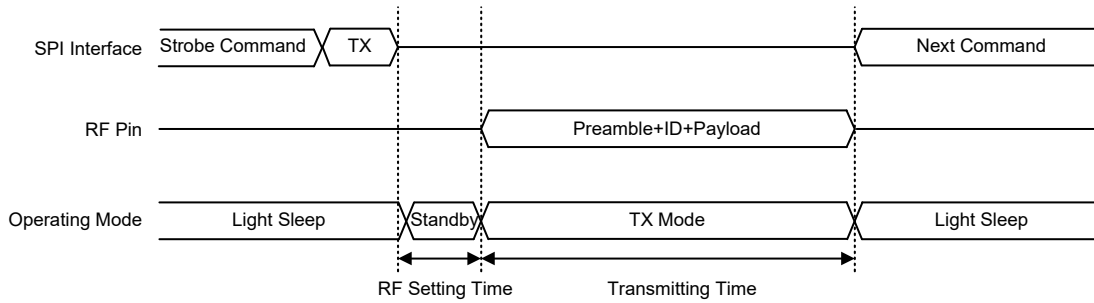 SPI Interface Strobe Command TX Next Command
RF Pin Preamble+ID+Payload
Operating Mode Light Sleep Standby TX Mode Light Sleep
RF Setting Time Transmitting Time